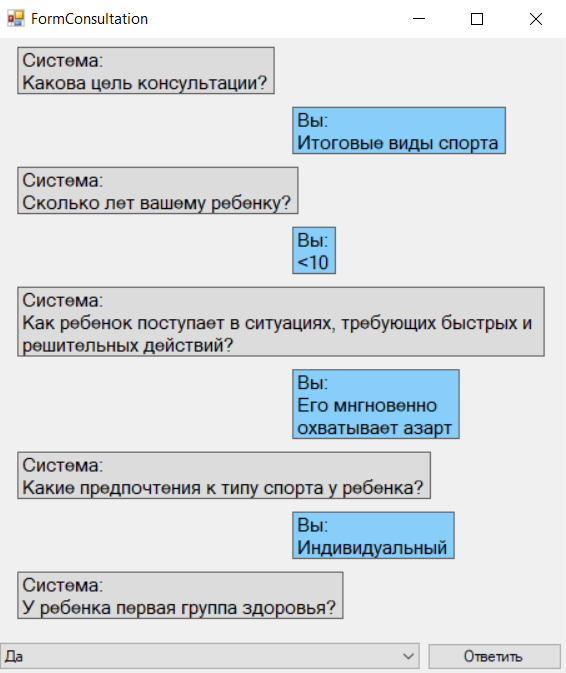 FormConsultation
Система:
Какова цель консультации?
Вы:
Итоговые виды спорта
Система:
Сколько лет вашему ребенку?
Вы:
<10
Система:
Как ребенок поступает в ситуациях, требующих быстрых и
решительных действий?
Вы:
Его мнгновенно
охватывает азарт
Система:
Какие предпочтения к типу спорта у ребенка?
Вы:
Индивидуальный
Система:
У ребенка первая группа здоровья?
Да
Ответить